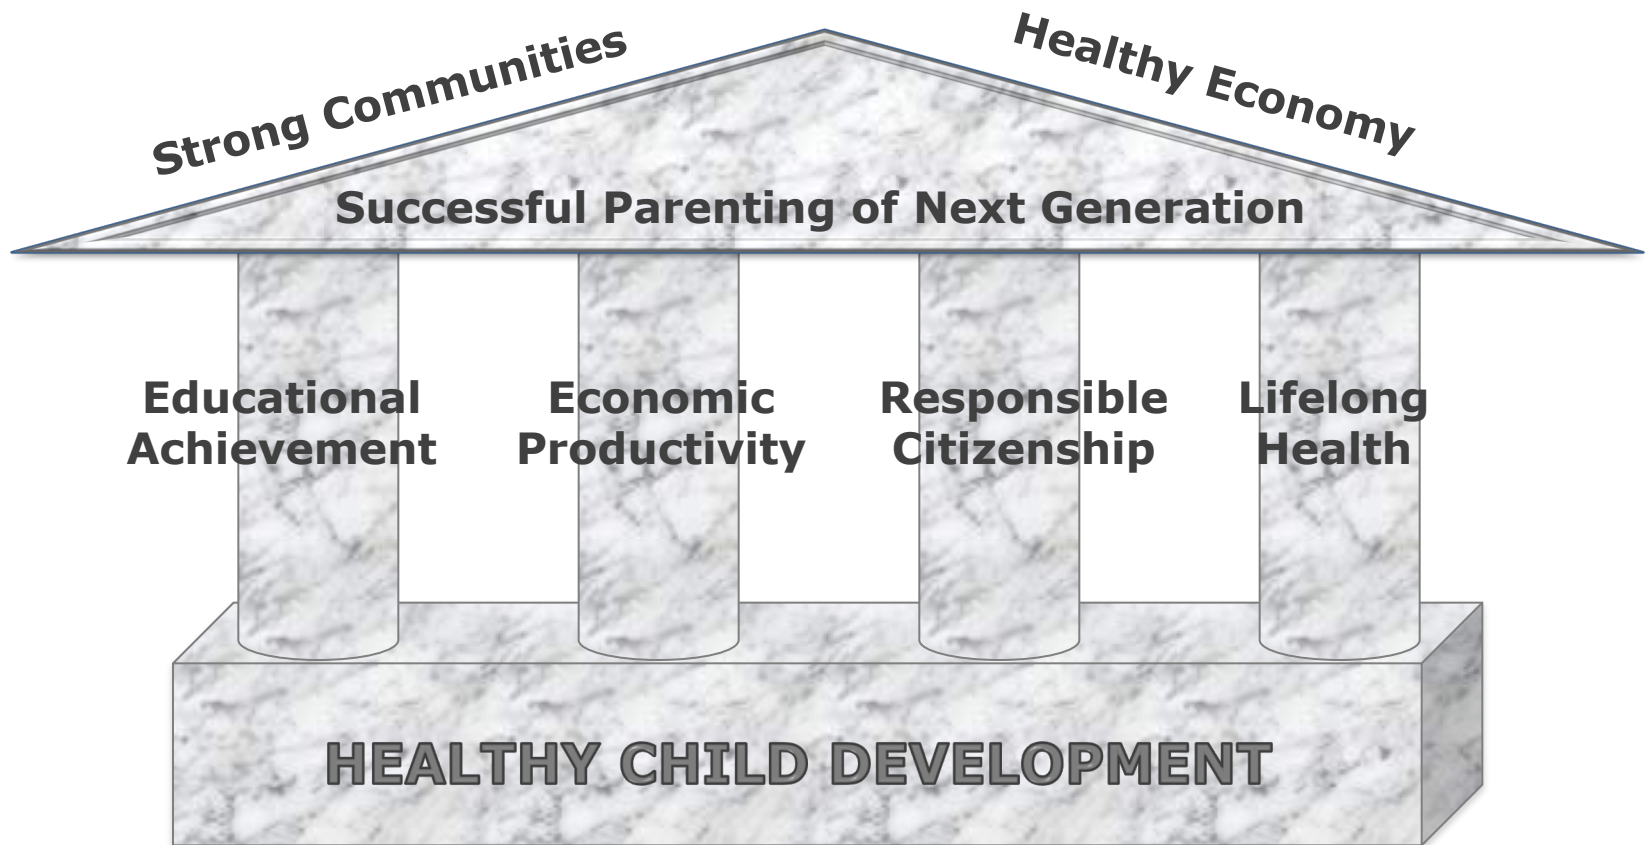 Strong Communities
Healthy Economy
Successful Parenting of Next Generation
Educational
Achievement
Economic
Productivity
Responsible
Citizenship
Lifelong
Health
HEALTHY CHILD DEVELOPMENT